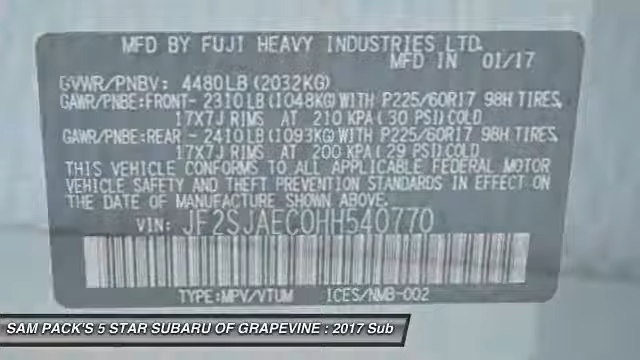 MFD BY FUJI HEAVY INDUSTRIES LTD.
MFD IN 01/17
GVWR/PNBV: 4480LB (2032KG)
GAWR/PNBE:FRONT- 2310LB (1048KG) WITH P225/60R17 98H TIRES,
17X7J RIMS AT 210 KPA (30 PSI) COLD
GAWR/PNBE:REAR - 2410LB (1093KG) WITH P225/60R17 98H TIRES,
17X7J RIMS AT 200 KPA (29 PSI) COLD
THIS VEHICLE CONFORMS TO ALL APPLICABLE FEDERAL MOTOR
VEHICLE SAFETY AND THEFT PREVENTION STANDARDS IN EFFECT ON
THE DATE OF MANUFACTURE SHOWN ABOVE.
VIN: JF2SJAEC0HH540770
TYPE:MPV/VTUM ICES/NMB-002
SAM PACK'S 5 STAR SUBARU OF GRAPEVINE : 2017 Sub